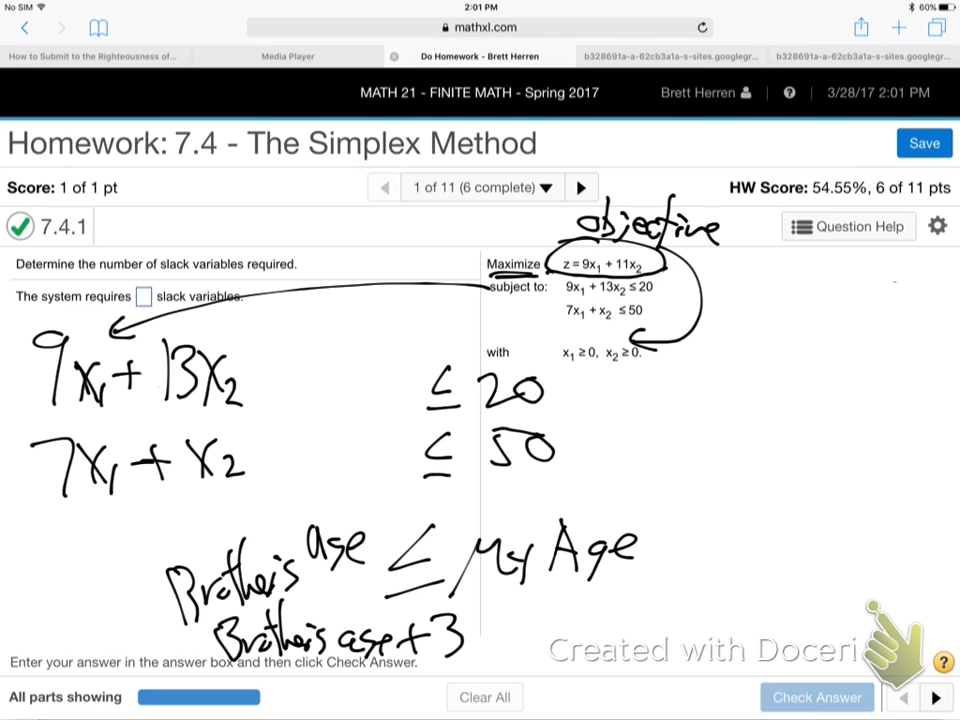 No SIM 2:01 PM 60%
mathxl.com
How to Submit to the Righteousness of... Media Player Do Homework - Brett Herren b328691a-a-62cb3a1a-s-sites.googlegr... b328691a-a-62cb3a1a-s-sites.googlegr...
MATH 21 - FINITE MATH - Spring 2017 Brett Herren ? 3/28/17 2:01 PM
Homework: 7.4 - The Simplex Method Save
Score: 1 of 1 pt 1 of 11 (6 complete) HW Score: 54.55%, 6 of 11 pts
objective
7.4.1 Question Help
Determine the number of slack variables required.
The system requires slack variables.
Maximize z = 9x₁ + 11x₂
subject to: 9x₁ + 13x₂ ≤ 20
7x₁ + x₂ ≤ 50
with x₁ ≥ 0, x₂ ≥ 0.
9x₁ + 13x₂ ≤ 20
7x₁ + x₂ ≤ 50
Brother's age ≤ My Age
Brother's age + 3
Created with Doceri
Enter your answer in the answer box and then click Check Answer. ?
All parts showing Clear All Check Answer